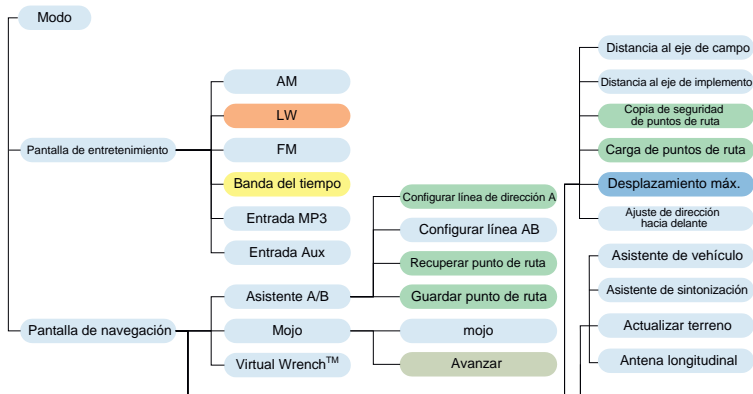 Modo
Pantalla de entretenimiento
AM
LW
FM
Banda del tiempo
Entrada MP3
Entrada Aux
Pantalla de navegación
Asistente A/B
Mojo
Virtual Wrench™
Configurar línea de dirección A
Configurar línea AB
Recuperar punto de ruta
Guardar punto de ruta
mojo
Avanzar
Distancia al eje de campo
Distancia al eje de implemento
Copia de seguridad
de puntos de ruta
Carga de puntos de ruta
Desplazamiento máx.
Ajuste de dirección
hacia delante
Asistente de vehículo
Asistente de sintonización
Actualizar terreno
Antena longitudinal